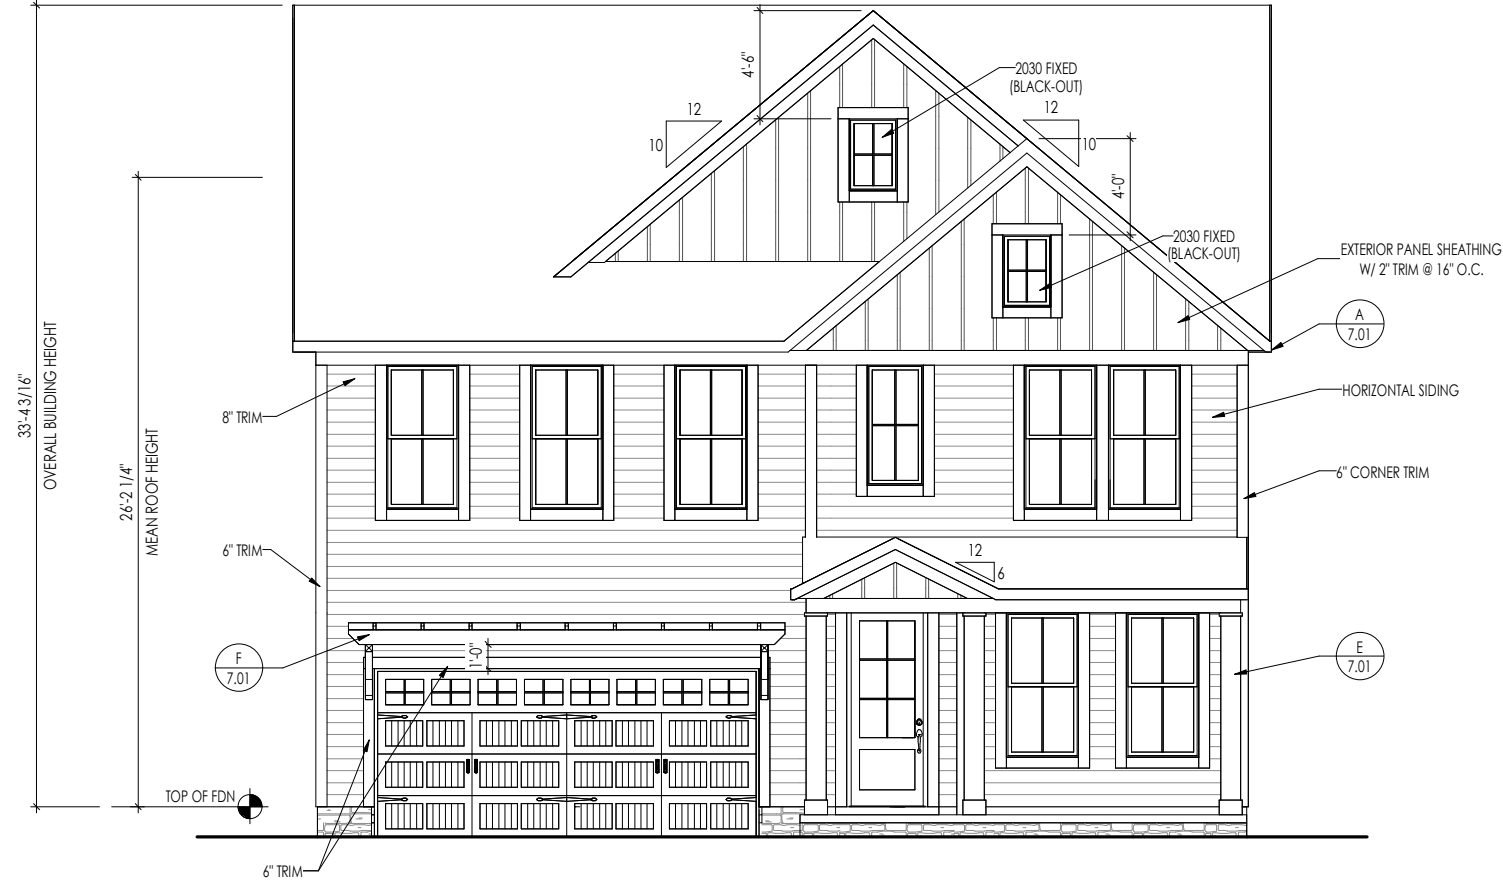 4'-6"
2030 FIXED
(BLACK-OUT)
12
10
12
10
4'-0"
2030 FIXED
(BLACK-OUT)
EXTERIOR PANEL SHEATHING
W/ 2" TRIM @ 16" O.C.
A
7.01
33'-4 3/16"
OVERALL BUILDING HEIGHT
26'-2 1/4"
MEAN ROOF HEIGHT
8" TRIM
HORIZONTAL SIDING
6" CORNER TRIM
6" TRIM
12
6
F
7.01
1'-0"
E
7.01
TOP OF FDN
6" TRIM